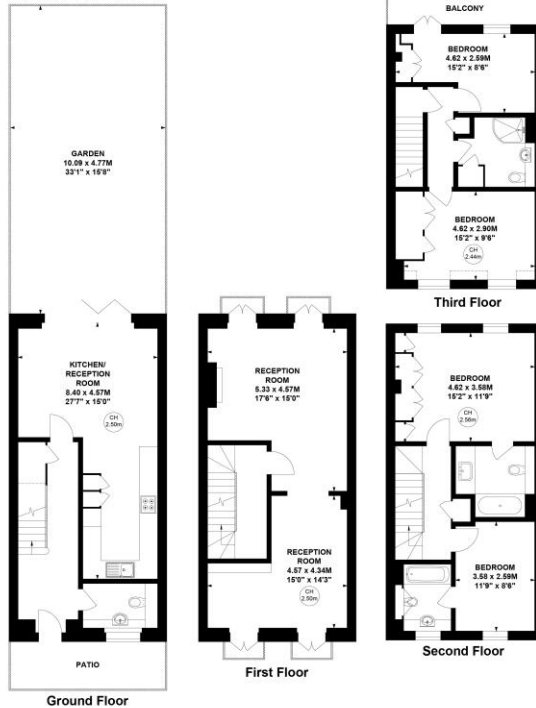 GARDEN
10.09 x 4.77M
33'1" x 15'8"
KITCHEN/
RECEPTION
ROOM
8.40 x 4.57M
27'7" x 15'0"
CH
2.50m
PATIO
Ground Floor
RECEPTION
ROOM
5.33 x 4.57M
17'6" x 15'0"
RECEPTION
ROOM
4.57 x 4.34M
15'0" x 14'3"
CH
2.50m
First Floor
BALCONY
BEDROOM
4.62 x 2.59M
15'2" x 8'6"
BEDROOM
4.62 x 2.90M
15'2" x 9'6"
CH
2.44m
Third Floor
BEDROOM
4.62 x 3.58M
15'2" x 11'9"
CH
2.56m
BEDROOM
3.58 x 2.59M
11'9" x 8'6"
Second Floor